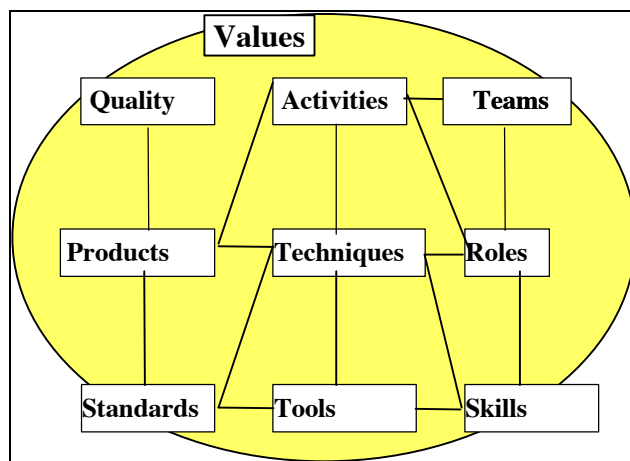 Values
Quality
Activities
Teams
Products
Techniques
Roles
Standards
Tools
Skills